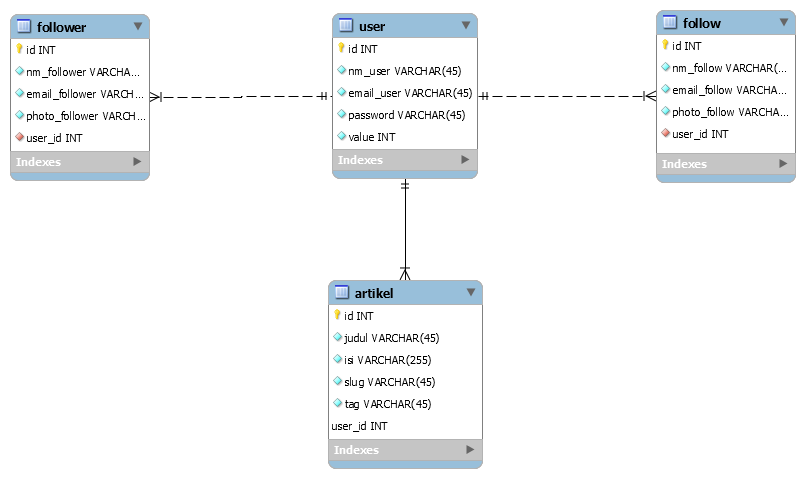 follower
id INT
nm_follower VARCHA...
email_follower VARCH...
photo_follower VARCH...
user_id INT
Indexes
user
id INT
nm_user VARCHAR(45)
email_user VARCHAR(45)
password VARCHAR(45)
value INT
Indexes
follow
id INT
nm_follow VARCHAR(...
email_follow VARCHA...
photo_follow VARCHA...
user_id INT
Indexes
artikel
id INT
judul VARCHAR(45)
isi VARCHAR(255)
slug VARCHAR(45)
tag VARCHAR(45)
user_id INT
Indexes